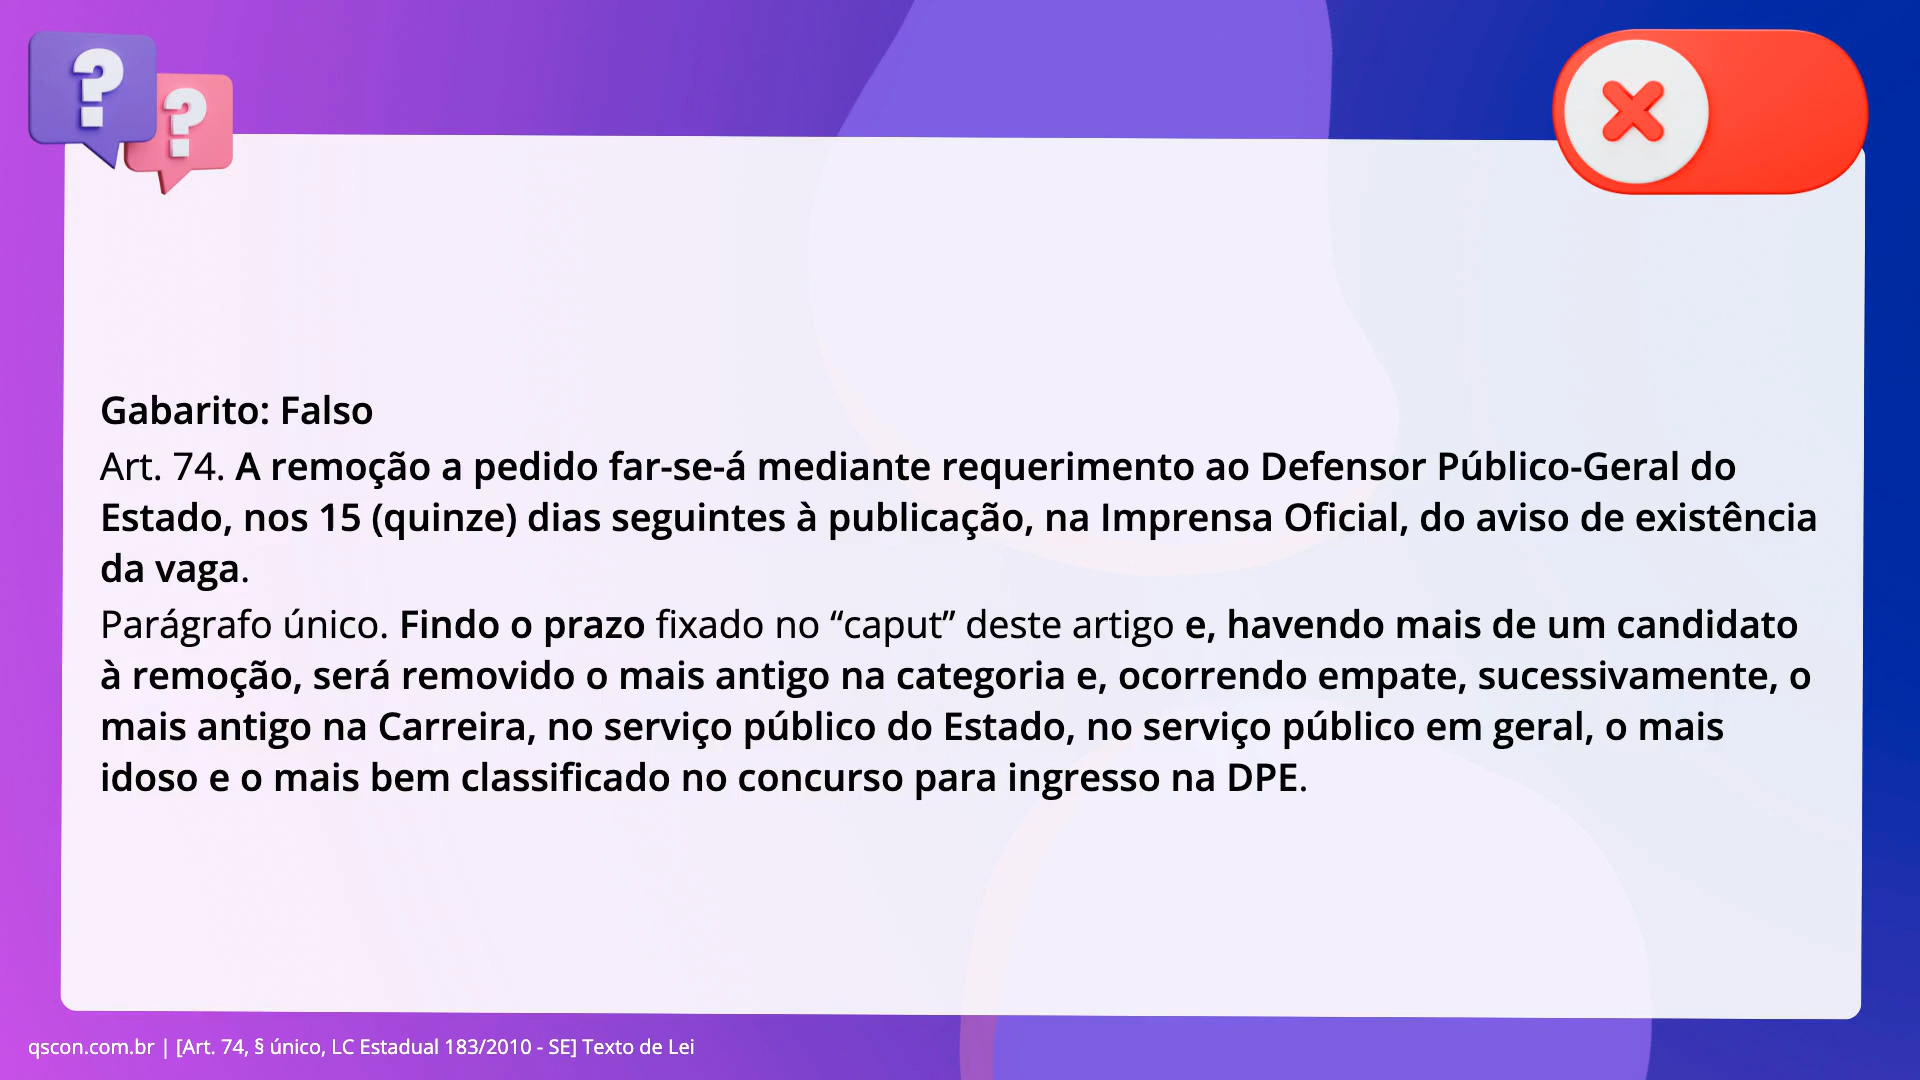 Gabarito: Falso
Art. 74. A remoção a pedido far-se-á mediante requerimento ao Defensor Público-Geral do
Estado, nos 15 (quinze) dias seguintes à publicação, na Imprensa Oficial, do aviso de existência
da vaga.
Parágrafo único. Findo o prazo fixado no “caput” deste artigo e, havendo mais de um candidato
à remoção, será removido o mais antigo na categoria e, ocorrendo empate, sucessivamente, o
mais antigo na Carreira, no serviço público do Estado, no serviço público em geral, o mais
idoso e o mais bem classificado no concurso para ingresso na DPE.
qscon.com.br | [Art. 74, § único, LC Estadual 183/2010 - SE] Texto de Lei